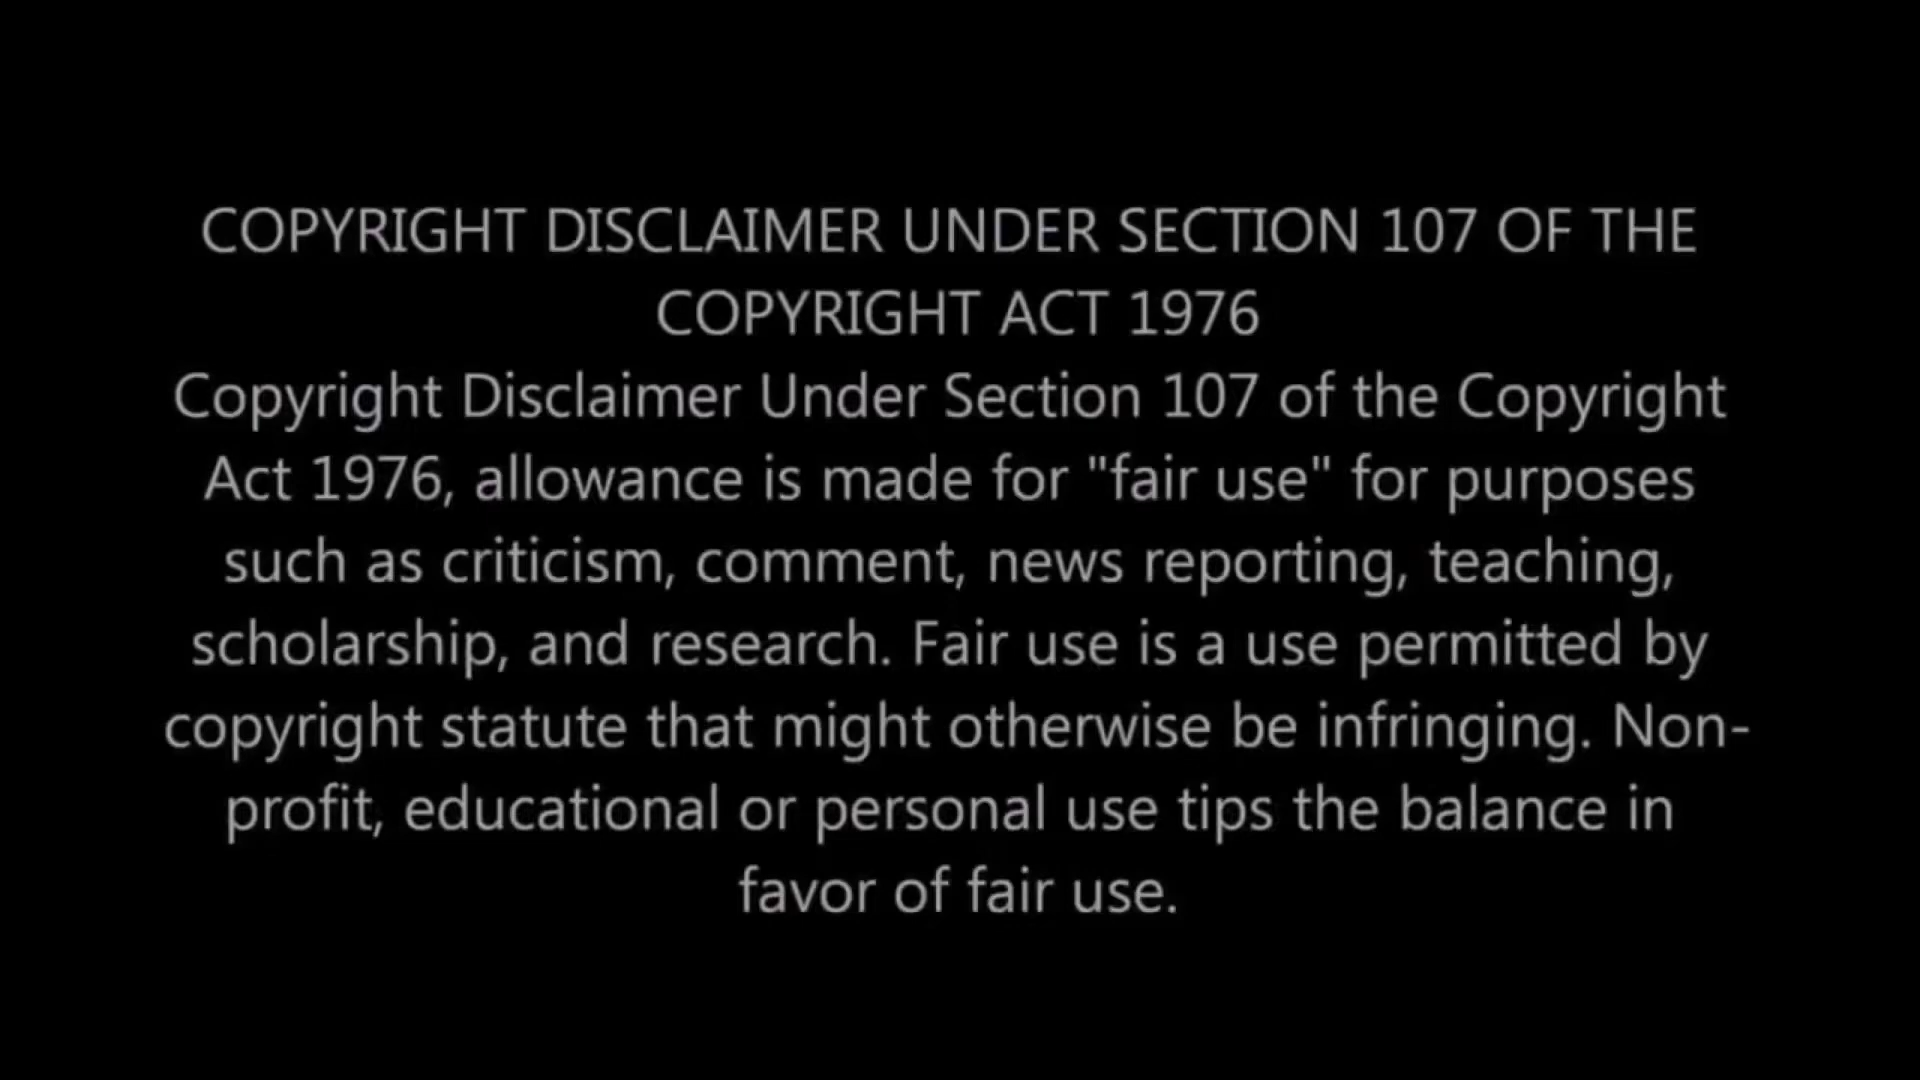 COPYRIGHT DISCLAIMER UNDER SECTION 107 OF THE
COPYRIGHT ACT 1976
Copyright Disclaimer Under Section 107 of the Copyright
Act 1976, allowance is made for "fair use" for purposes
such as criticism, comment, news reporting, teaching,
scholarship, and research. Fair use is a use permitted by
copyright statute that might otherwise be infringing. Non-
profit, educational or personal use tips the balance in
favor of fair use.